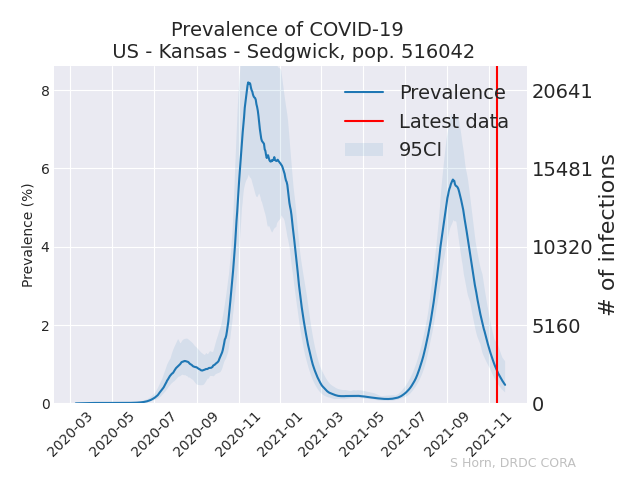 Prevalence of COVID-19
US - Kansas - Sedgwick, pop. 516042
Prevalence
Latest data
95CI
Prevalence (%)
8
6
4
2
0
20641
15481
10320
5160
0
# of infections
2020-03
2020-05
2020-07
2020-09
2020-11
2021-01
2021-03
2021-05
2021-07
2021-09
2021-11
S Horn, DRDC CORA